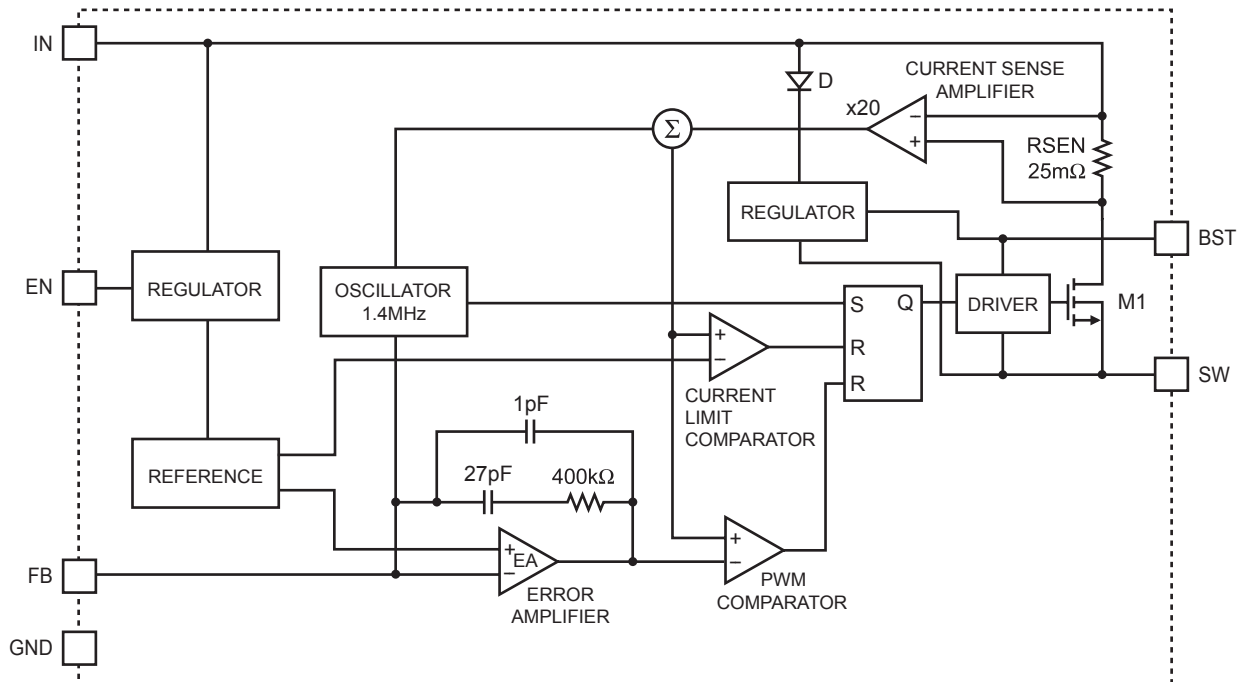 IN
D
CURRENT SENSE
AMPLIFIER
x20
−
+
Σ
RSEN
25mΩ
REGULATOR
BST
EN
REGULATOR
OSCILLATOR
1.4MHz
S
Q
R
R
DRIVER
M1
+
−
SW
CURRENT
LIMIT
COMPARATOR
1pF
REFERENCE
27pF
400kΩ
+
EA
−
ERROR
AMPLIFIER
+
−
PWM
COMPARATOR
FB
GND